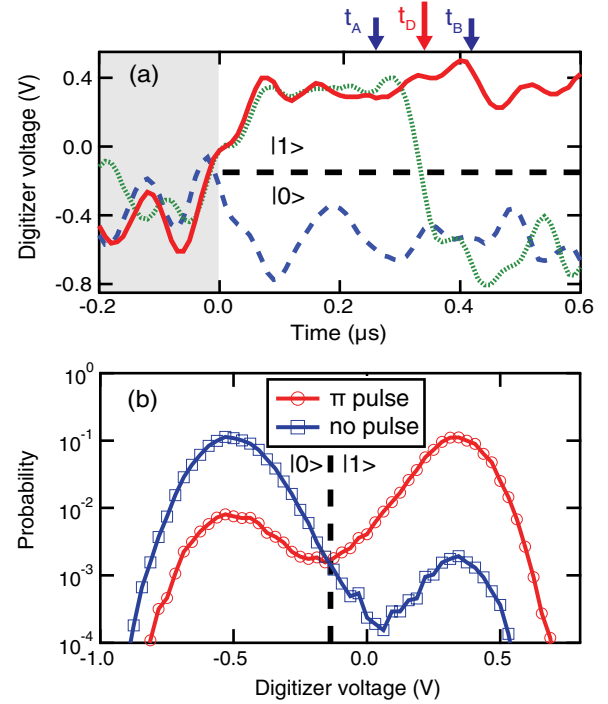 t_A t_D t_B
(a)
Digitizer voltage (V)
0.4
0.0
-0.4
-0.8
|1>
|0>
-0.2 0.0 0.2 0.4 0.6
Time (µs)
(b)
π pulse
no pulse
|0> |1>
Probability
10^0
10^-1
10^-2
10^-3
10^-4
-1.0 -0.5 0.0 0.5
Digitizer voltage (V)